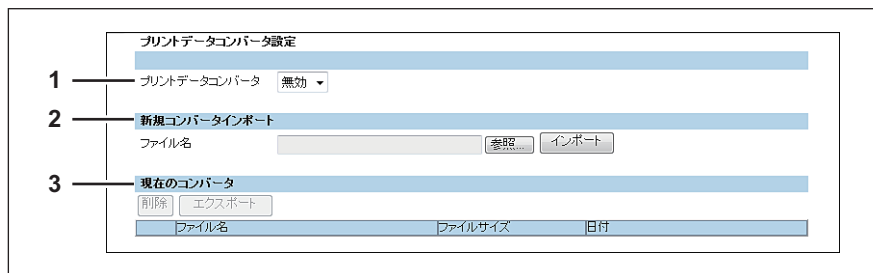 プリントデータコンバータ設定
1 プリントデータコンバータ 無効
2 新規コンバータインポート
ファイル名 参照... インポート
3 現在のコンバータ
削除 エクスポート
ファイル名 ファイルサイズ 日付